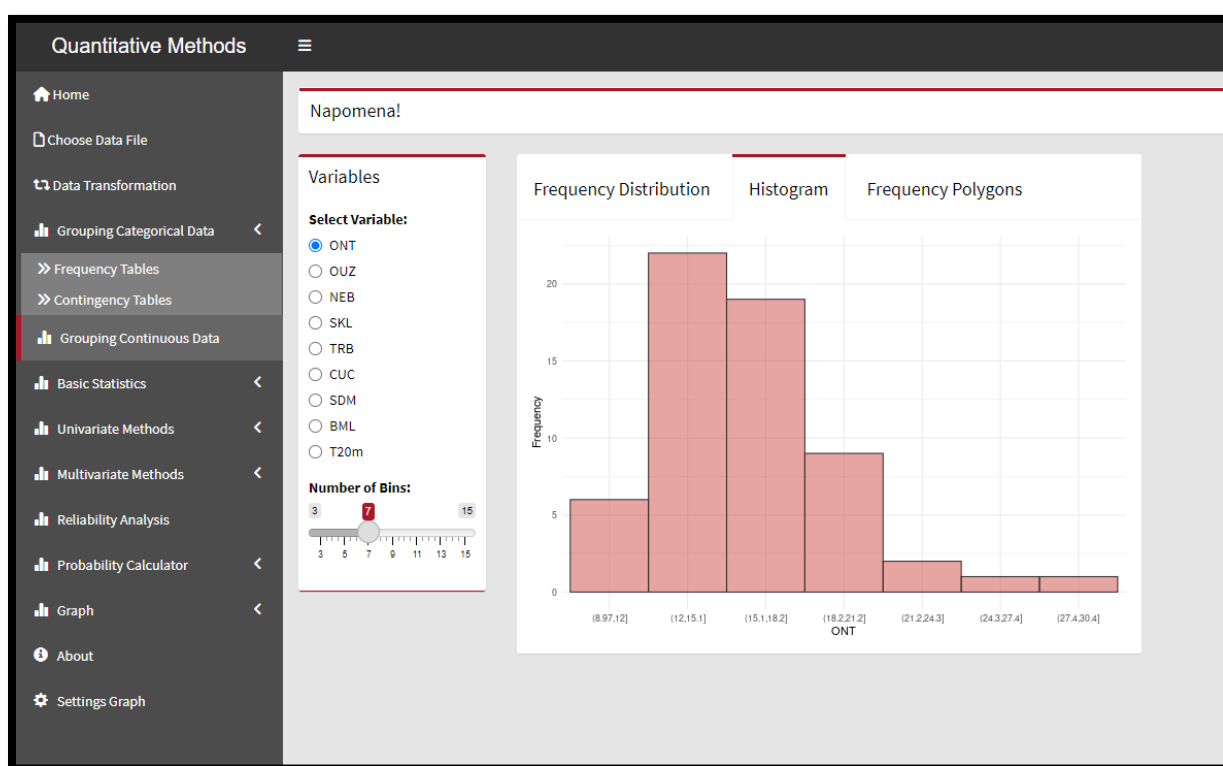 Quantitative Methods
Home
Choose Data File
Data Transformation
Grouping Categorical Data
Frequency Tables
Contingency Tables
Grouping Continuous Data
Basic Statistics
Univariate Methods
Multivariate Methods
Reliability Analysis
Probability Calculator
Graph
About
Settings Graph
Napomena!
Variables
Select Variable:
ONT
OUZ
NEB
SKL
TRB
CUC
SDM
BML
T20m
Number of Bins:
3 7 15
3 5 7 9 11 13 15
Frequency Distribution Histogram Frequency Polygons
20
15
10
5
0
Frequency
(8.97,12] (12,15.1] (15.1,18.2] (18.2,21.2] (21.2,24.3] (24.3,27.4] (27.4,30.4]
ONT